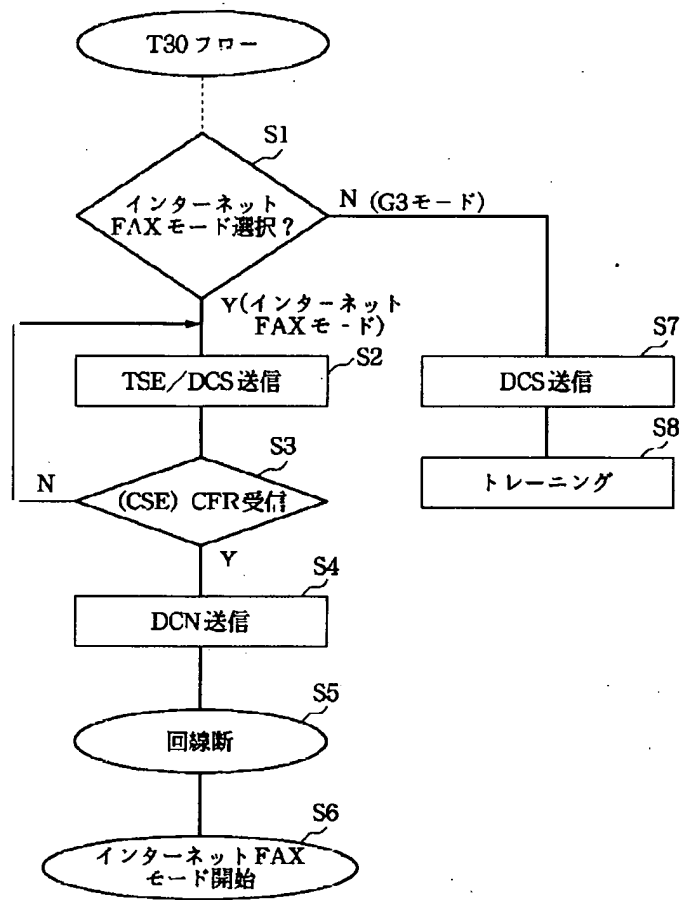 T30フロー
S1
インターネット
FAXモード選択?
N (G3モード)
Y(インターネット
FAXモード)
S2
TSE/DCS送信
S7
DCS送信
S3
N
(CSE) CFR受信
Y
S8
トレーニング
S4
DCN送信
S5
回線断
S6
インターネットFAX
モード開始